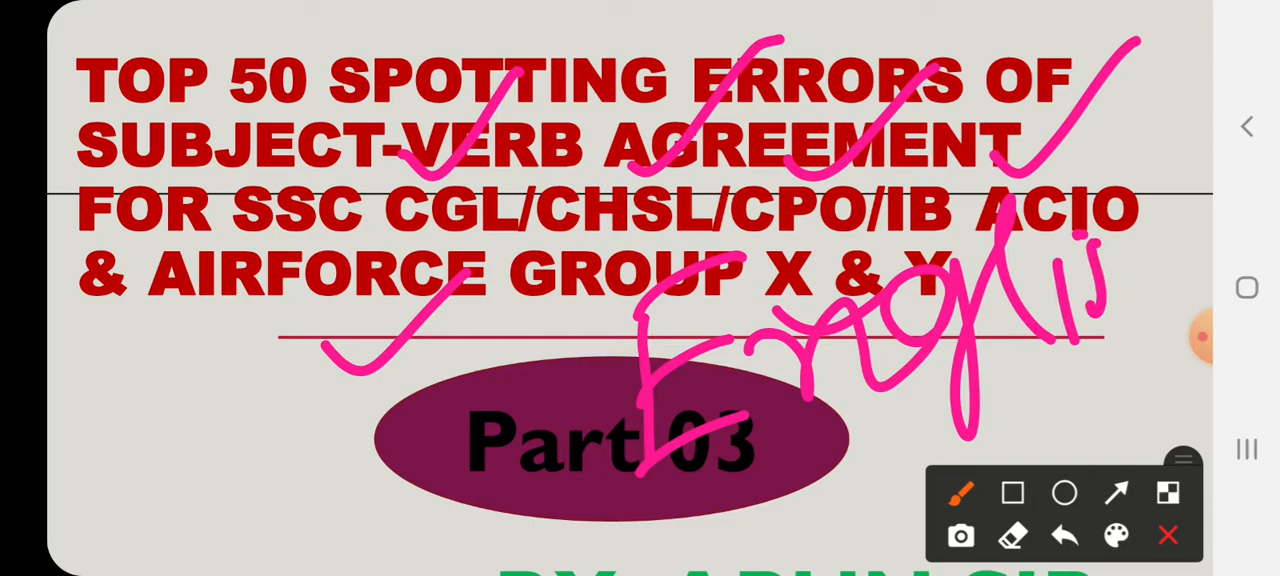 TOP 50 SPOTTING ERRORS OF
SUBJECT-VERB AGREEMENT
FOR SSC CGL/CHSL/CPO/IB ACIO
& AIRFORCE GROUP X & Y
Englis
Part 03